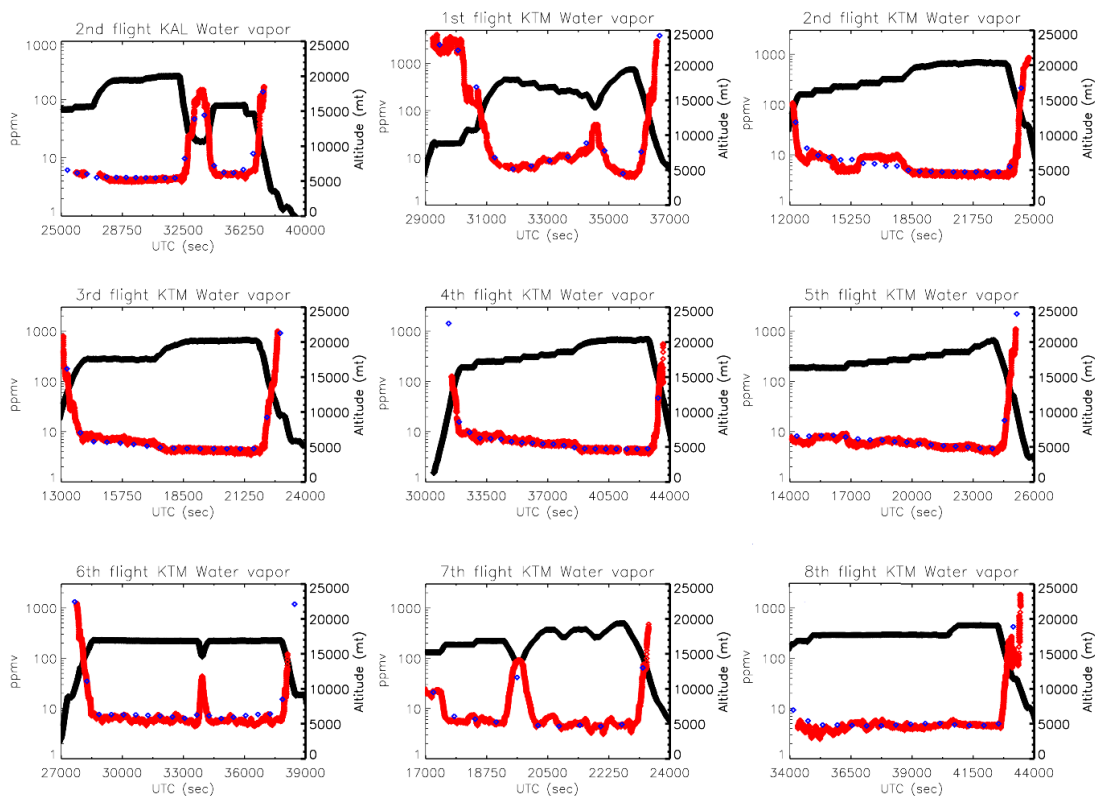 2nd flight KAL Water vapor
1000
100
10
1
ppmv
25000
20000
15000
10000
5000
0
Altitude (mt)
25000 28750 32500 36250 40000
UTC (sec)
1st flight KTM Water vapor
1000
100
10
1
ppmv
25000
20000
15000
10000
5000
0
Altitude (mt)
29000 31000 33000 35000 37000
UTC (sec)
2nd flight KTM Water vapor
1000
100
10
1
ppmv
25000
20000
15000
10000
5000
0
Altitude (mt)
12000 15250 18500 21750 25000
UTC (sec)
3rd flight KTM Water vapor
1000
100
10
1
ppmv
25000
20000
15000
10000
5000
0
Altitude (mt)
13000 15750 18500 21250 24000
UTC (sec)
4th flight KTM Water vapor
1000
100
10
1
ppmv
25000
20000
15000
10000
5000
0
Altitude (mt)
30000 33500 37000 40500 44000
UTC (sec)
5th flight KTM Water vapor
1000
100
10
1
ppmv
25000
20000
15000
10000
5000
0
Altitude (mt)
14000 17000 20000 23000 26000
UTC (sec)
6th flight KTM Water vapor
1000
100
10
1
ppmv
25000
20000
15000
10000
5000
0
Altitude (mt)
27000 30000 33000 36000 39000
UTC (sec)
7th flight KTM Water vapor
1000
100
10
1
ppmv
25000
20000
15000
10000
5000
0
Altitude (mt)
17000 18750 20500 22250 24000
UTC (sec)
8th flight KTM Water vapor
1000
100
10
1
ppmv
25000
20000
15000
10000
5000
0
Altitude (mt)
34000 36500 39000 41500 44000
UTC (sec)